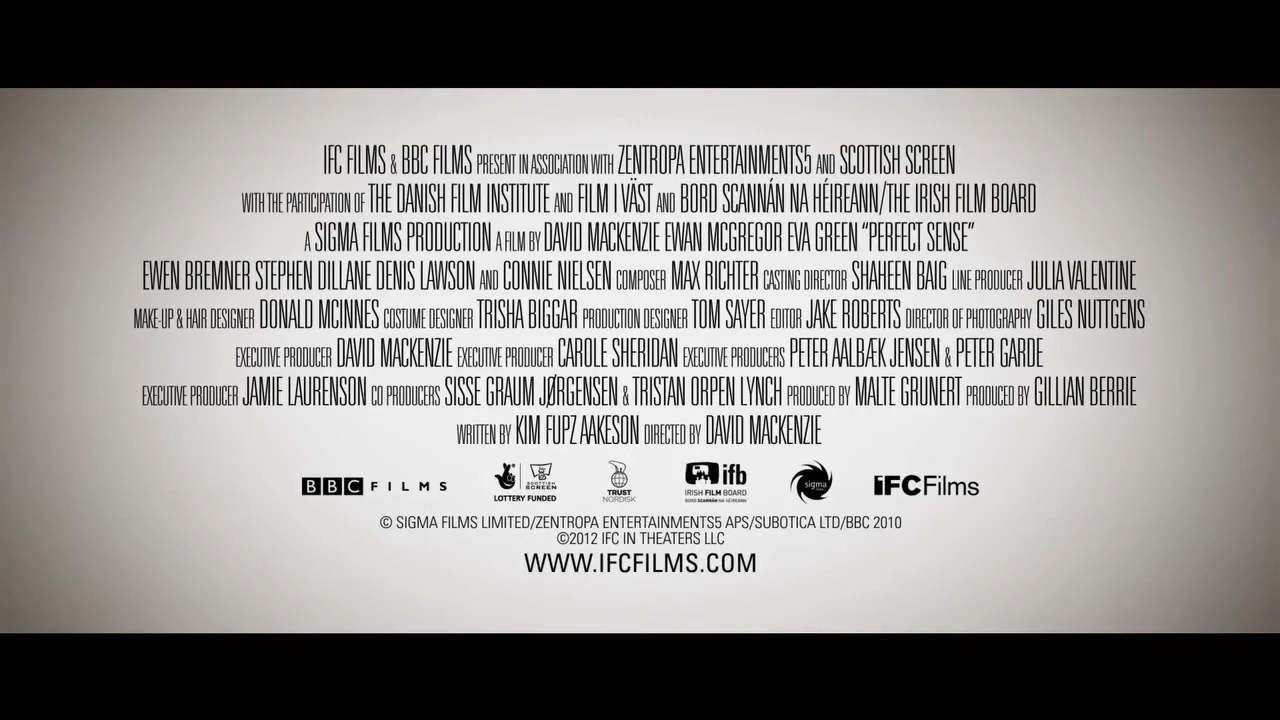 IFC FILMS & BBC FILMS PRESENT IN ASSOCIATION WITH ZENTROPA ENTERTAINMENTS5 AND SCOTTISH SCREEN
WITH THE PARTICIPATION OF THE DANISH FILM INSTITUTE AND FILM I VÄST AND BORD SCANNÁN NA HÉIREANN/THE IRISH FILM BOARD
A SIGMA FILMS PRODUCTION A FILM BY DAVID MACKENZIE EWAN MCGREGOR EVA GREEN "PERFECT SENSE"
EWEN BREMNER STEPHEN DILLANE DENIS LAWSON AND CONNIE NIELSEN COMPOSER MAX RICHTER CASTING DIRECTOR SHAHEEN BAIG LINE PRODUCER JULIA VALENTINE
MAKE-UP & HAIR DESIGNER DONALD MCINNES COSTUME DESIGNER TRISHA BIGGAR PRODUCTION DESIGNER TOM SAYER EDITOR JAKE ROBERTS DIRECTOR OF PHOTOGRAPHY GILES NUTTGENS
EXECUTIVE PRODUCER DAVID MACKENZIE EXECUTIVE PRODUCER CAROLE SHERIDAN EXECUTIVE PRODUCERS PETER AALBÆK JENSEN & PETER GARDE
EXECUTIVE PRODUCER JAMIE LAURENSON CO PRODUCERS SISSE GRAUM JØRGENSEN & TRISTAN ORPEN LYNCH PRODUCED BY MALTE GRUNERT PRODUCED BY GILLIAN BERRIE
WRITTEN BY KIM FUPZ AAKESON DIRECTED BY DAVID MACKENZIE
BBC FILMS
SCOTTISH SCREEN
LOTTERY FUNDED
TRUST NORDISK
ifb
IRISH FILM BOARD
BORD SCANNÁN NA HÉIREANN
sigma
IFC Films
© SIGMA FILMS LIMITED/ZENTROPA ENTERTAINMENTS5 APS/SUBOTICA LTD/BBC 2010
©2012 IFC IN THEATERS LLC
WWW.IFCFILMS.COM